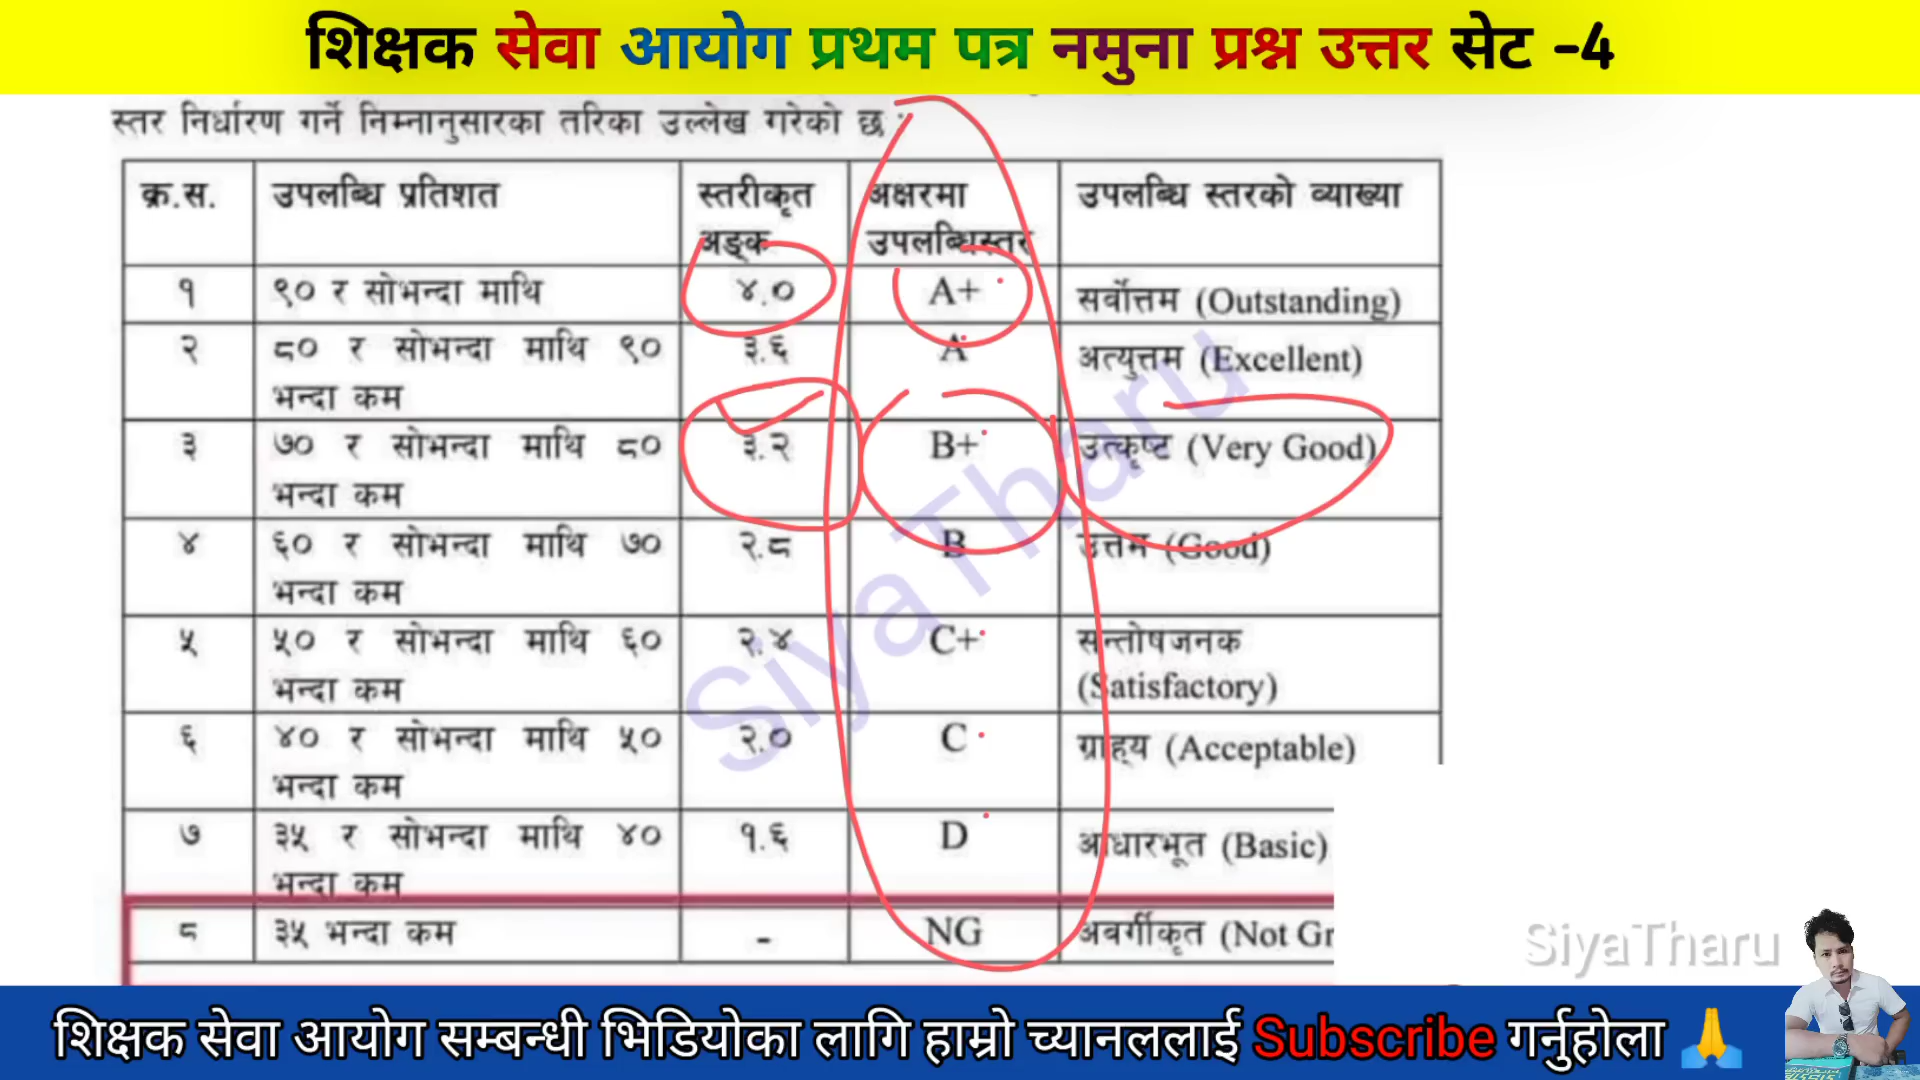 शिक्षक सेवा आयोग प्रथम पत्र नमुना प्रश्न उत्तर सेट -4
स्तर निर्धारण गर्ने निम्नानुसारका तरिका उल्लेख गरेको छ :
क्र.स. उपलब्धि प्रतिशत स्तरीकृत अङ्क अक्षरमा उपलब्धिस्तर उपलब्धि स्तरको व्याख्या
१ ९० र सोभन्दा माथि ४.० A+ सर्वोत्तम (Outstanding)
२ ८० र सोभन्दा माथि ९० भन्दा कम ३.६ A अत्युत्तम (Excellent)
३ ७० र सोभन्दा माथि ८० भन्दा कम ३.२ B+ उत्कृष्ट (Very Good)
४ ६० र सोभन्दा माथि ७० भन्दा कम २.८ B उत्तम (Good)
५ ५० र सोभन्दा माथि ६० भन्दा कम २.४ C+ सन्तोषजनक (Satisfactory)
६ ४० र सोभन्दा माथि ५० भन्दा कम २.० C ग्राह्य (Acceptable)
७ ३५ र सोभन्दा माथि ४० भन्दा कम १.६ D आधारभूत (Basic)
८ ३५ भन्दा कम - NG अवर्गीकृत (Not Gr
SiyaTharu
SiyaTharu
शिक्षक सेवा आयोग सम्बन्धी भिडियोका लागि हाम्रो च्यानललाई Subscribe गर्नुहोला 🙏